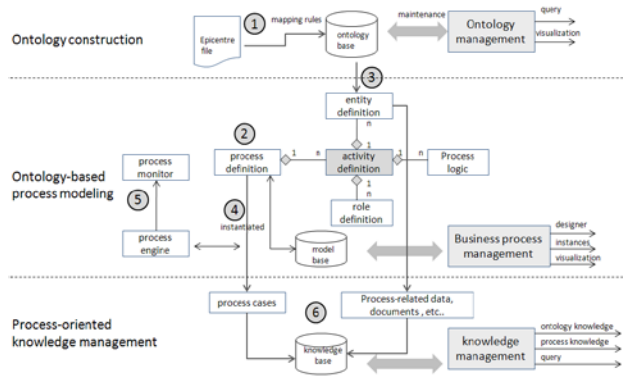 Ontology construction
Epicentre
file
1
mapping rules
ontology
base
maintenance
Ontology
management
query
visualization
3
entity
definition
n
1
2
process
definition
1
n
activity
definition
1
n
Process
logic
1
n
role
definition
Ontology-based
process modeling
process
monitor
5
process
engine
4
instantiated
model
base
Business process
management
designer
instances
visualization
process cases
6
Process-related data,
documents , etc..
Process-oriented
knowledge management
knowledge
base
knowledge
management
ontology knowledge
process knowledge
query